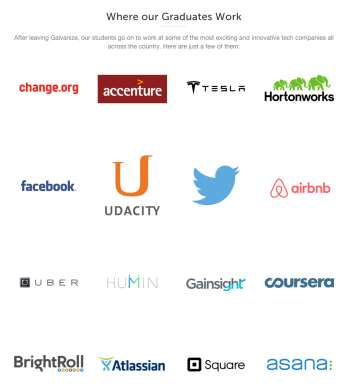 Where our Graduates Work
After leaving Galvanize, our students go on to work at some of the most exciting and innovative tech companies all
across the country. Here are just a few of them:
change.org
accenture
TESLA
Hortonworks
facebook
UDACITY
airbnb
UBER
HUMIN
Gainsight
coursera
BrightRoll
Atlassian
Square
asana